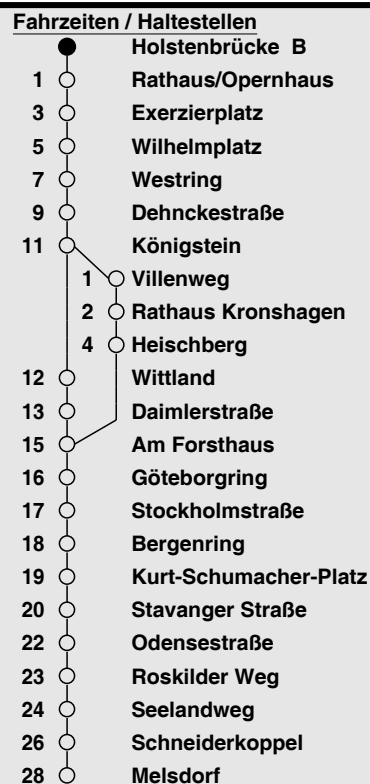 Fahrzeiten / Haltestellen
Holstenbrücke B
1 Rathaus/Opernhaus
3 Exerzierplatz
5 Wilhelmplatz
7 Westring
9 Dehnckestraße
11 Königstein
1 Villenweg
2 Rathaus Kronshagen
4 Heischberg
12 Wittland
13 Daimlerstraße
15 Am Forsthaus
16 Göteborgring
17 Stockholmstraße
18 Bergenring
19 Kurt-Schumacher-Platz
20 Stavanger Straße
22 Odensestraße
23 Roskilder Weg
24 Seelandweg
26 Schneiderkoppel
28 Melsdorf